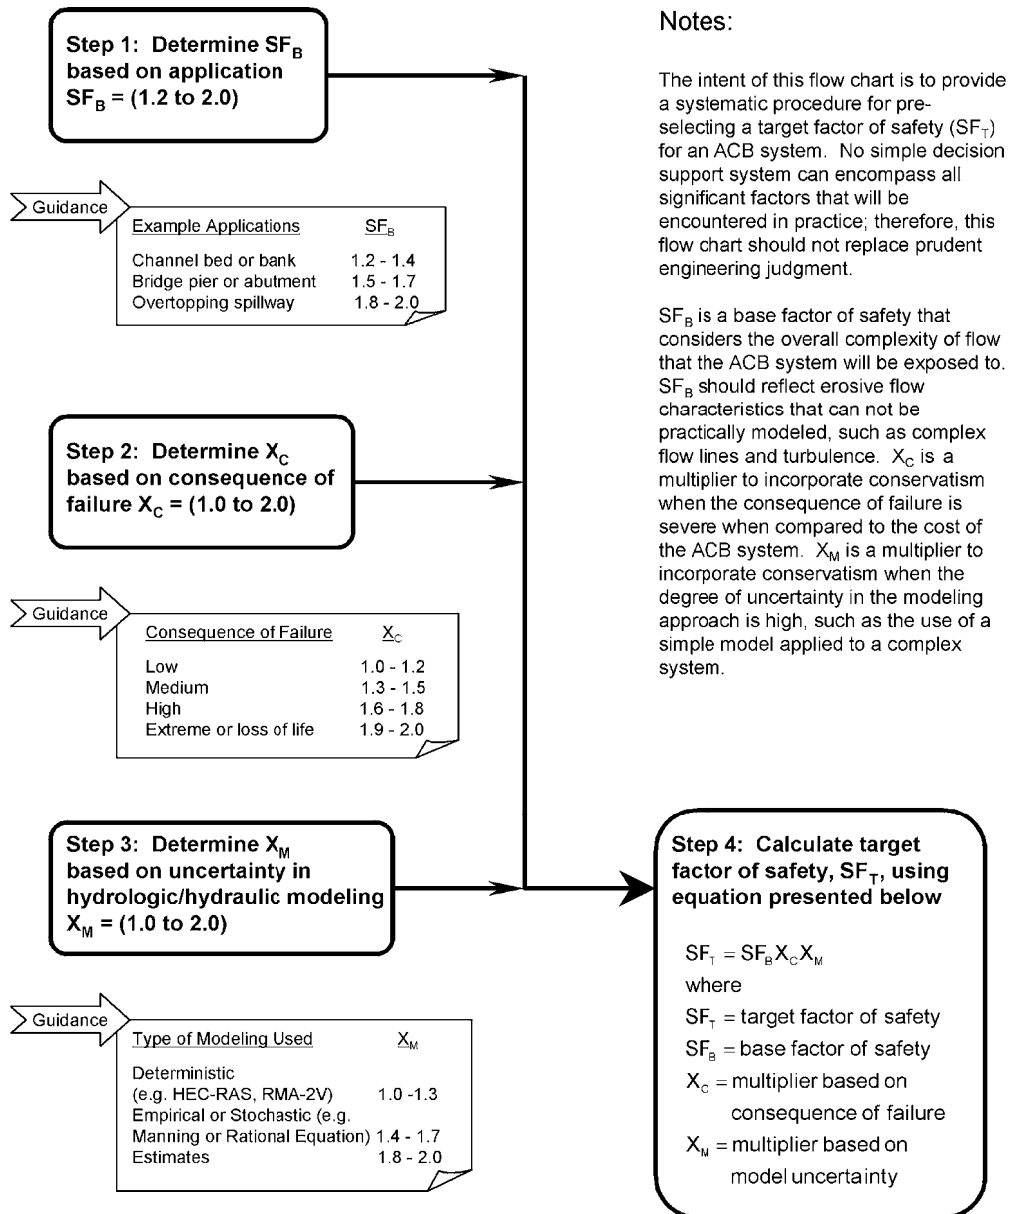 Step 1: Determine SF_B
based on application
SF_B = (1.2 to 2.0)
Guidance
Example Applications SF_B
Channel bed or bank 1.2 - 1.4
Bridge pier or abutment 1.5 - 1.7
Overtopping spillway 1.8 - 2.0
Step 2: Determine X_C
based on consequence of
failure X_C = (1.0 to 2.0)
Guidance
Consequence of Failure X_C
Low 1.0 - 1.2
Medium 1.3 - 1.5
High 1.6 - 1.8
Extreme or loss of life 1.9 - 2.0
Step 3: Determine X_M
based on uncertainty in
hydrologic/hydraulic modeling
X_M = (1.0 to 2.0)
Guidance
Type of Modeling Used X_M
Deterministic
(e.g. HEC-RAS, RMA-2V) 1.0 -1.3
Empirical or Stochastic (e.g.
Manning or Rational Equation) 1.4 - 1.7
Estimates 1.8 - 2.0
Notes:
The intent of this flow chart is to provide
a systematic procedure for pre-
selecting a target factor of safety (SF_T)
for an ACB system. No simple decision
support system can encompass all
significant factors that will be
encountered in practice; therefore, this
flow chart should not replace prudent
engineering judgment.
SF_B is a base factor of safety that
considers the overall complexity of flow
that the ACB system will be exposed to.
SF_B should reflect erosive flow
characteristics that can not be
practically modeled, such as complex
flow lines and turbulence. X_C is a
multiplier to incorporate conservatism
when the consequence of failure is
severe when compared to the cost of
the ACB system. X_M is a multiplier to
incorporate conservatism when the
degree of uncertainty in the modeling
approach is high, such as the use of a
simple model applied to a complex
system.
Step 4: Calculate target
factor of safety, SF_T, using
equation presented below
SF_T = SF_B X_C X_M
where
SF_T = target factor of safety
SF_B = base factor of safety
X_C = multiplier based on
consequence of failure
X_M = multiplier based on
model uncertainty